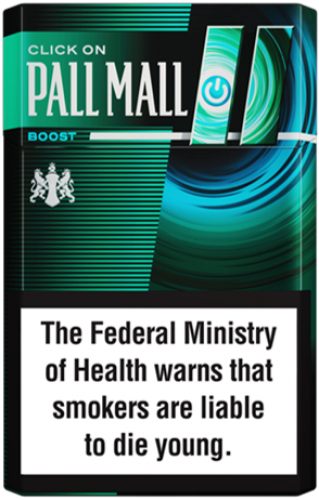 CLICK ON
PALL MALL
BOOST
The Federal Ministry
of Health warns that
smokers are liable
to die young.